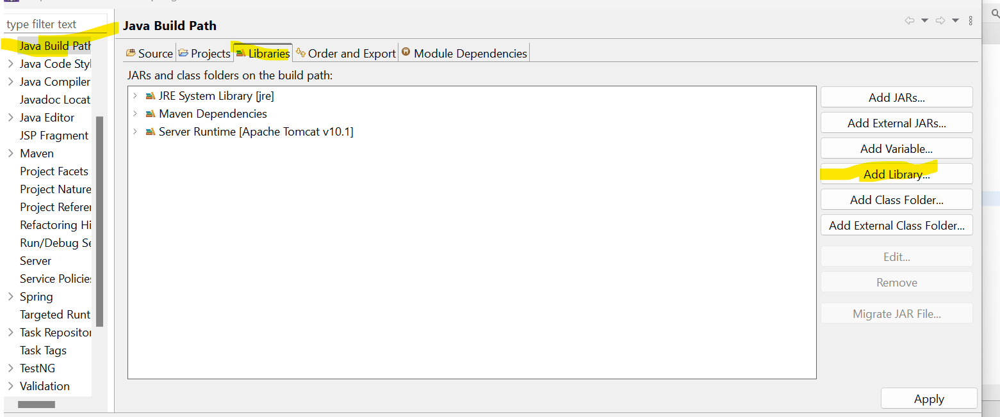 type filter text
Java Build Path
Java Code Styl
Java Compiler
Javadoc Locat
Java Editor
JSP Fragment
Maven
Project Facets
Project Nature
Project Referen
Refactoring Hi
Run/Debug Se
Server
Service Policies
Spring
Targeted Runt
Task Repositor
Task Tags
TestNG
Validation
Java Build Path
Source Projects Libraries Order and Export Module Dependencies
JARs and class folders on the build path:
JRE System Library [jre]
Maven Dependencies
Server Runtime [Apache Tomcat v10.1]
Add JARs...
Add External JARs...
Add Variable...
Add Library...
Add Class Folder...
Add External Class Folder...
Edit...
Remove
Migrate JAR File...
Apply